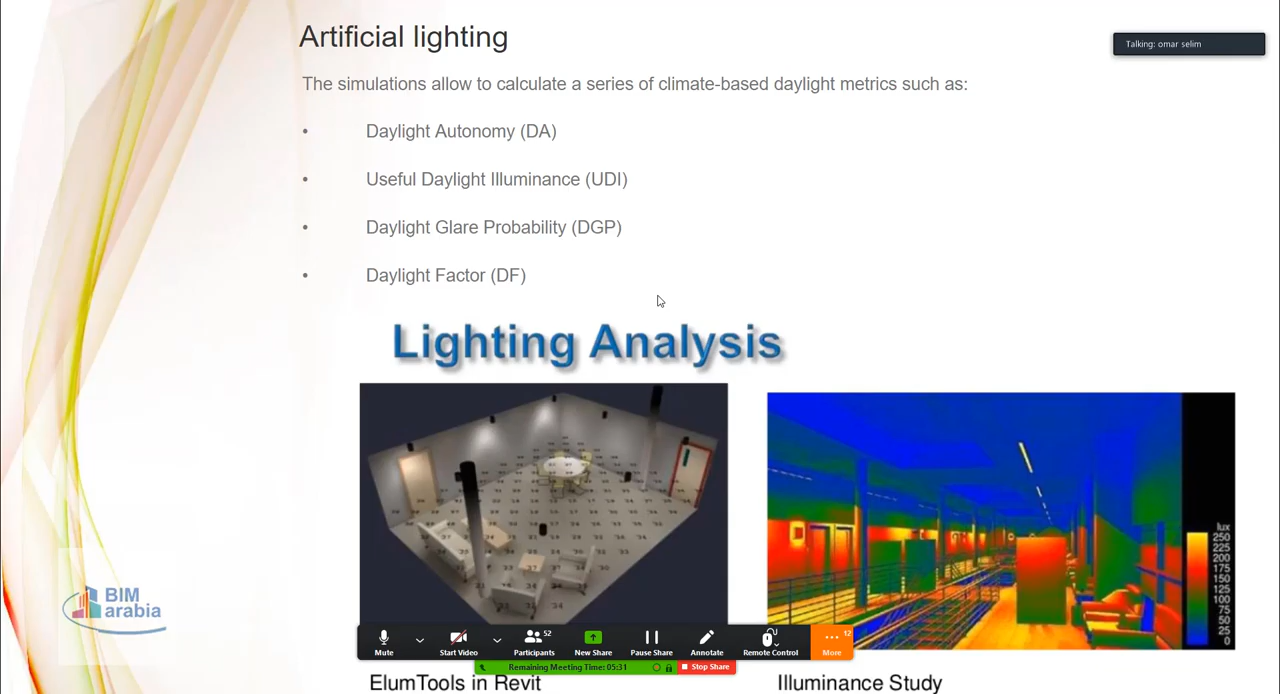 Artificial lighting
Talking: omar selim
The simulations allow to calculate a series of climate-based daylight metrics such as:
• Daylight Autonomy (DA)
• Useful Daylight Illuminance (UDI)
• Daylight Glare Probability (DGP)
• Daylight Factor (DF)
Lighting Analysis
lux
250
225
200
175
150
125
100
75
50
25
0
BIM
arabia
52
12
Mute
Start Video
Participants
New Share
Pause Share
Annotate
Remote Control
More
Remaining Meeting Time: 05:31
Stop Share
ElumTools in Revit
Illuminance Study